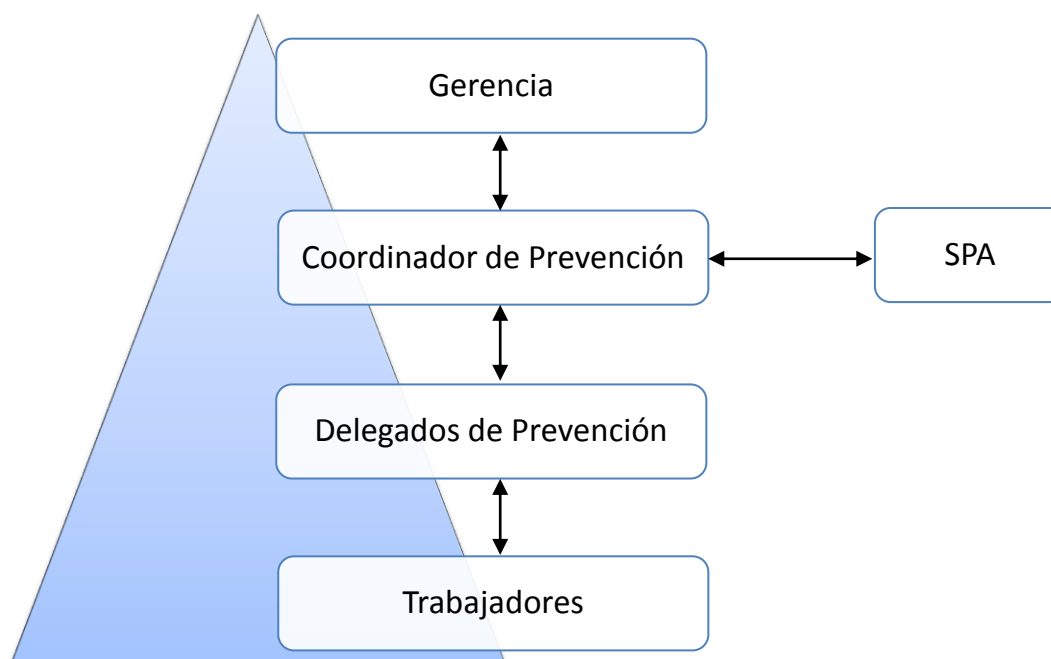 Gerencia
Coordinador de Prevención
SPA
Delegados de Prevención
Trabajadores